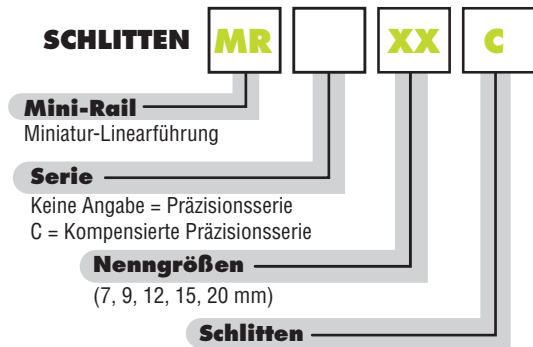 SCHLITTEN MR XX C
Mini-Rail
Miniatur-Linearführung
Serie
Keine Angabe = Präzisionsserie
C = Kompensierte Präzisionsserie
Nenngrößen
(7, 9, 12, 15, 20 mm)
Schlitten